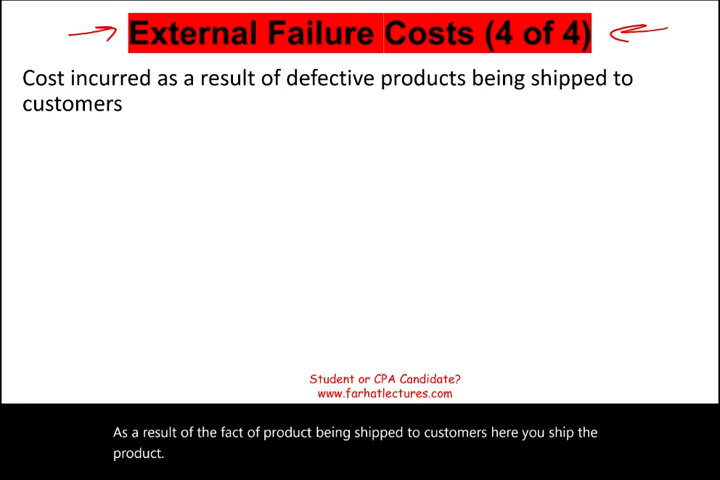 External Failure Costs (4 of 4)
Cost incurred as a result of defective products being shipped to
customers
Student or CPA Candidate?
www.farhatlectures.com
As a result of the fact of product being shipped to customers here you ship the
product.